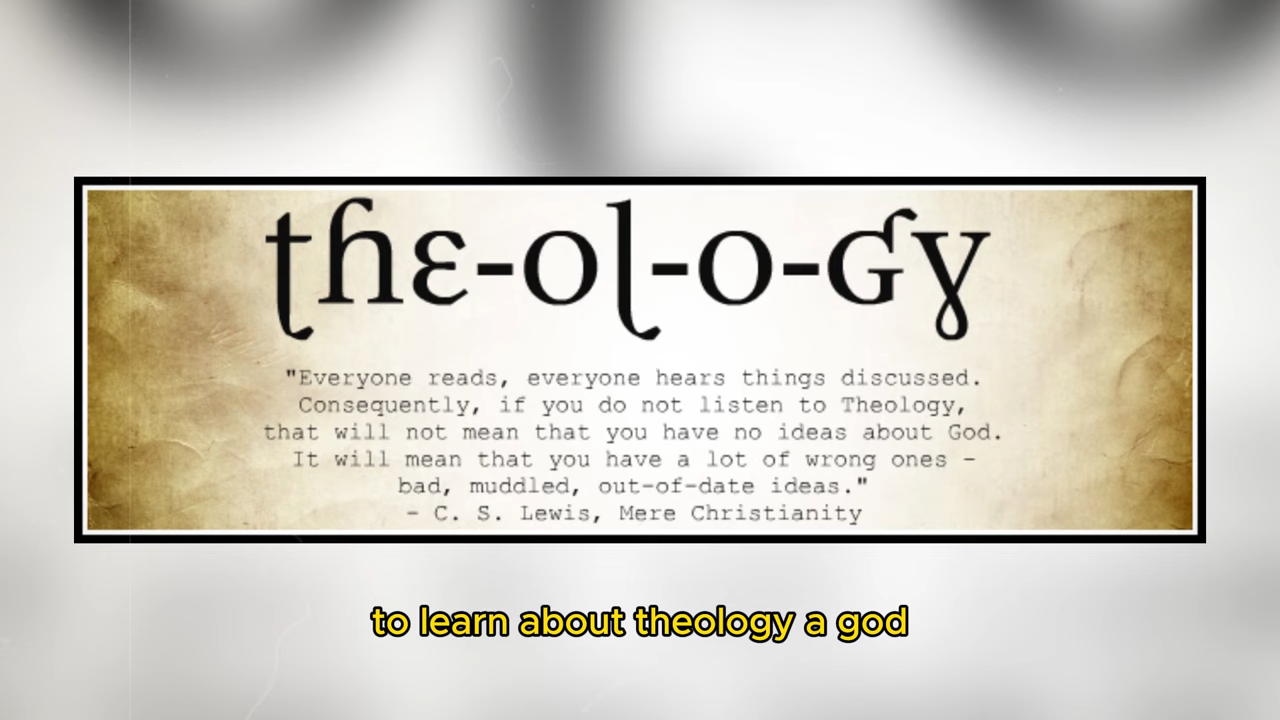 the-ol-o-gy
"Everyone reads, everyone hears things discussed.
Consequently, if you do not listen to Theology,
that will not mean that you have no ideas about God.
It will mean that you have a lot of wrong ones –
bad, muddled, out-of-date ideas."
- C. S. Lewis, Mere Christianity
to learn about theology a god